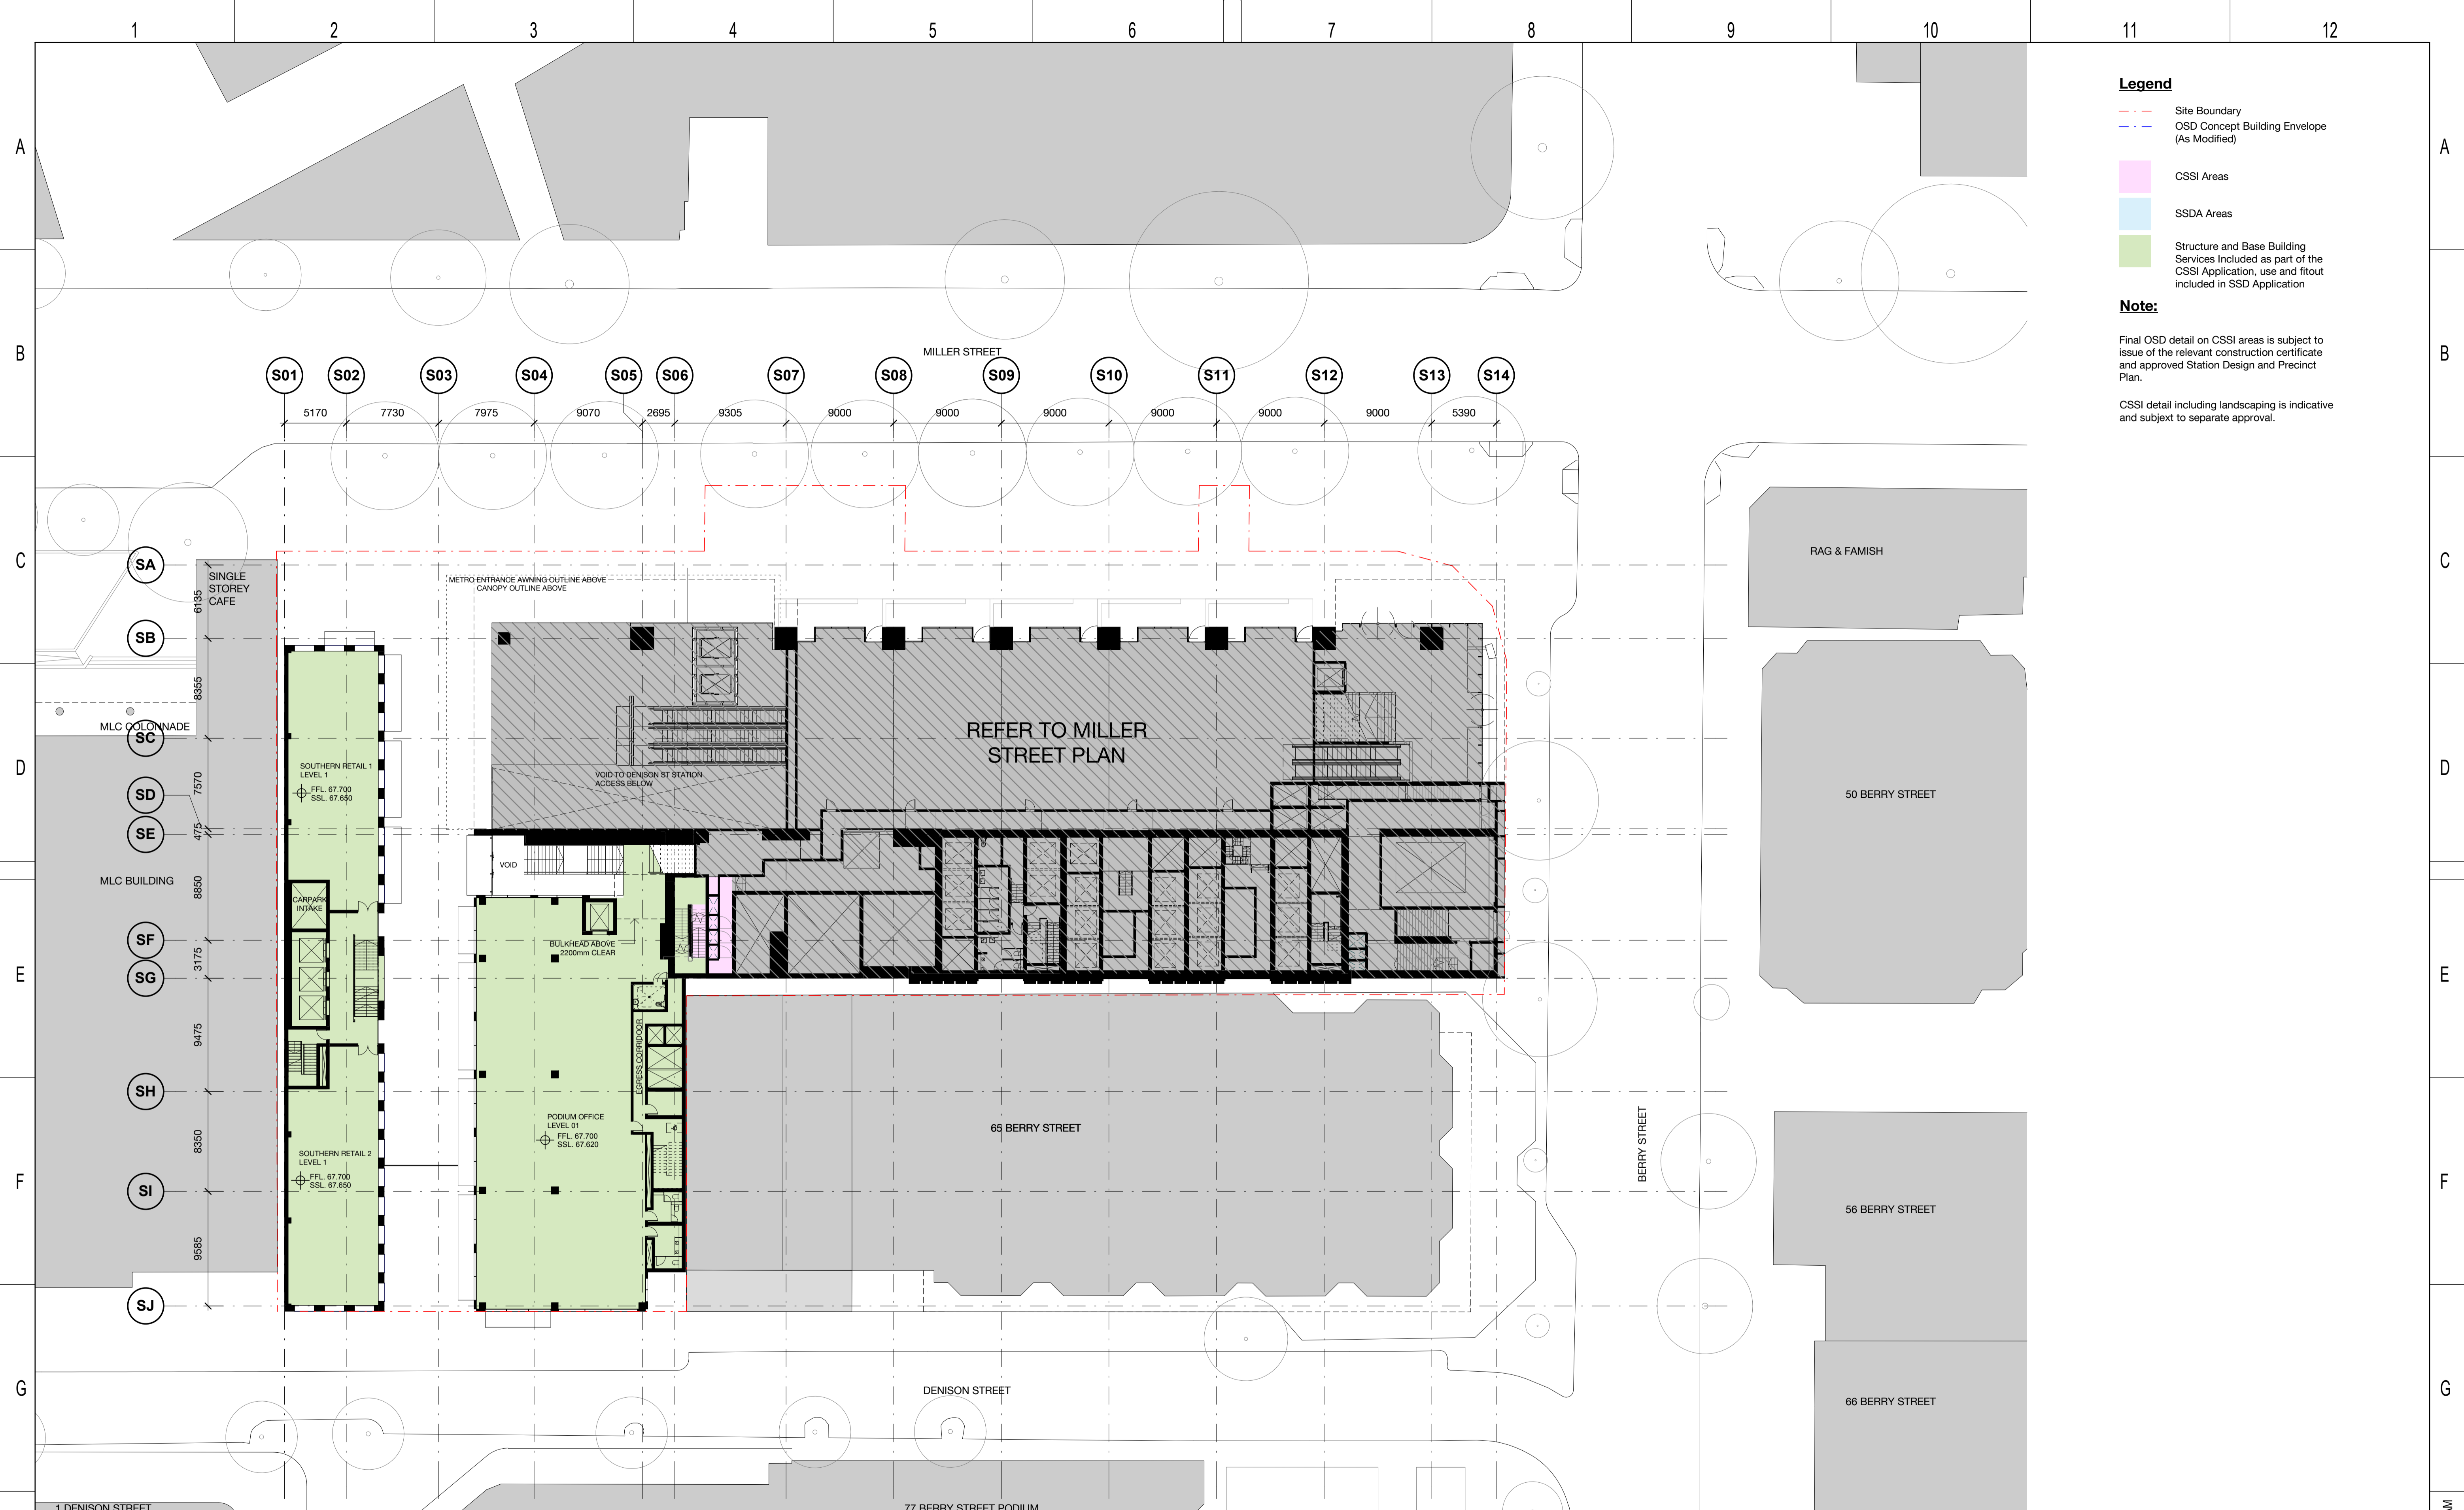 1 2 3 4 5 6 7 8 9 10 11 12
A A
B B
C C
D D
E E
F F
G G
Legend
Site Boundary
OSD Concept Building Envelope
(As Modified)
CSSI Areas
SSDA Areas
Structure and Base Building
Services Included as part of the
CSSI Application, use and fitout
included in SSD Application
Note:
Final OSD detail on CSSI areas is subject to
issue of the relevant construction certificate
and approved Station Design and Precinct
Plan.
CSSI detail including landscaping is indicative
and subjext to separate approval.
MILLER STREET
S01 S02 S03 S04 S05 S06 S07 S08 S09 S10 S11 S12 S13 S14
5170 7730 7975 9070 2695 9305 9000 9000 9000 9000 9000 9000 5390
SA
SB
SC
SD
SE
SF
SG
SH
SI
SJ
6135
8355
7570
475
8850
3175
9475
8350
9585
SINGLE
STOREY
CAFE
METRO ENTRANCE AWNING OUTLINE ABOVE
CANOPY OUTLINE ABOVE
RAG & FAMISH
MLC COLONNADE
REFER TO MILLER
STREET PLAN
SOUTHERN RETAIL 1
LEVEL 1
FFL. 67.700
SSL. 67.650
VOID TO DENISON ST STATION
ACCESS BELOW
50 BERRY STREET
VOID
MLC BUILDING
CARPARK
INTAKE
BULKHEAD ABOVE
2200mm CLEAR
EGRESS CORRIDOOR
PODIUM OFFICE
LEVEL 01
FFL. 67.700
SSL. 67.620
65 BERRY STREET
BERRY STREET
SOUTHERN RETAIL 2
LEVEL 1
FFL. 67.700
SSL. 67.650
56 BERRY STREET
DENISON STREET
66 BERRY STREET
1 DENISON STREET
77 BERRY STREET PODIUM